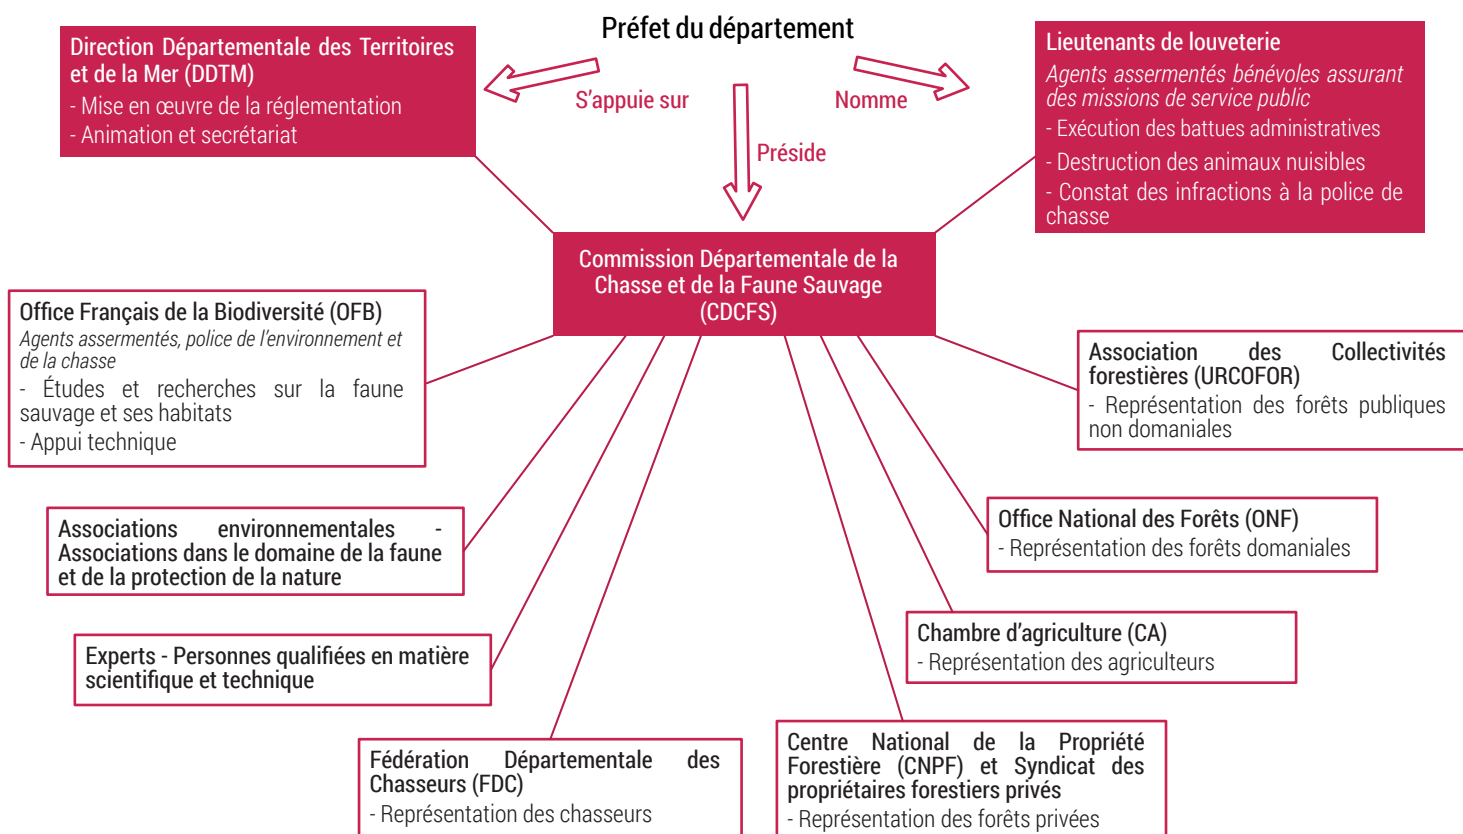 Préfet du département
Direction Départementale des Territoires
et de la Mer (DDTM)
- Mise en œuvre de la réglementation
- Animation et secrétariat
S'appuie sur
Nomme
Préside
Lieutenants de louveterie
Agents assermentés bénévoles assurant
des missions de service public
- Exécution des battues administratives
- Destruction des animaux nuisibles
- Constat des infractions à la police de
chasse
Commission Départementale de la
Chasse et de la Faune Sauvage
(CDCFS)
Office Français de la Biodiversité (OFB)
Agents assermentés, police de l'environnement et
de la chasse
- Études et recherches sur la faune
sauvage et ses habitats
- Appui technique
Association des Collectivités
forestières (URCOFOR)
- Représentation des forêts publiques
non domaniales
Associations environnementales -
Associations dans le domaine de la faune
et de la protection de la nature
Office National des Forêts (ONF)
- Représentation des forêts domaniales
Experts - Personnes qualifiées en matière
scientifique et technique
Chambre d'agriculture (CA)
- Représentation des agriculteurs
Fédération Départementale des
Chasseurs (FDC)
- Représentation des chasseurs
Centre National de la Propriété
Forestière (CNPF) et Syndicat des
propriétaires forestiers privés
- Représentation des forêts privées